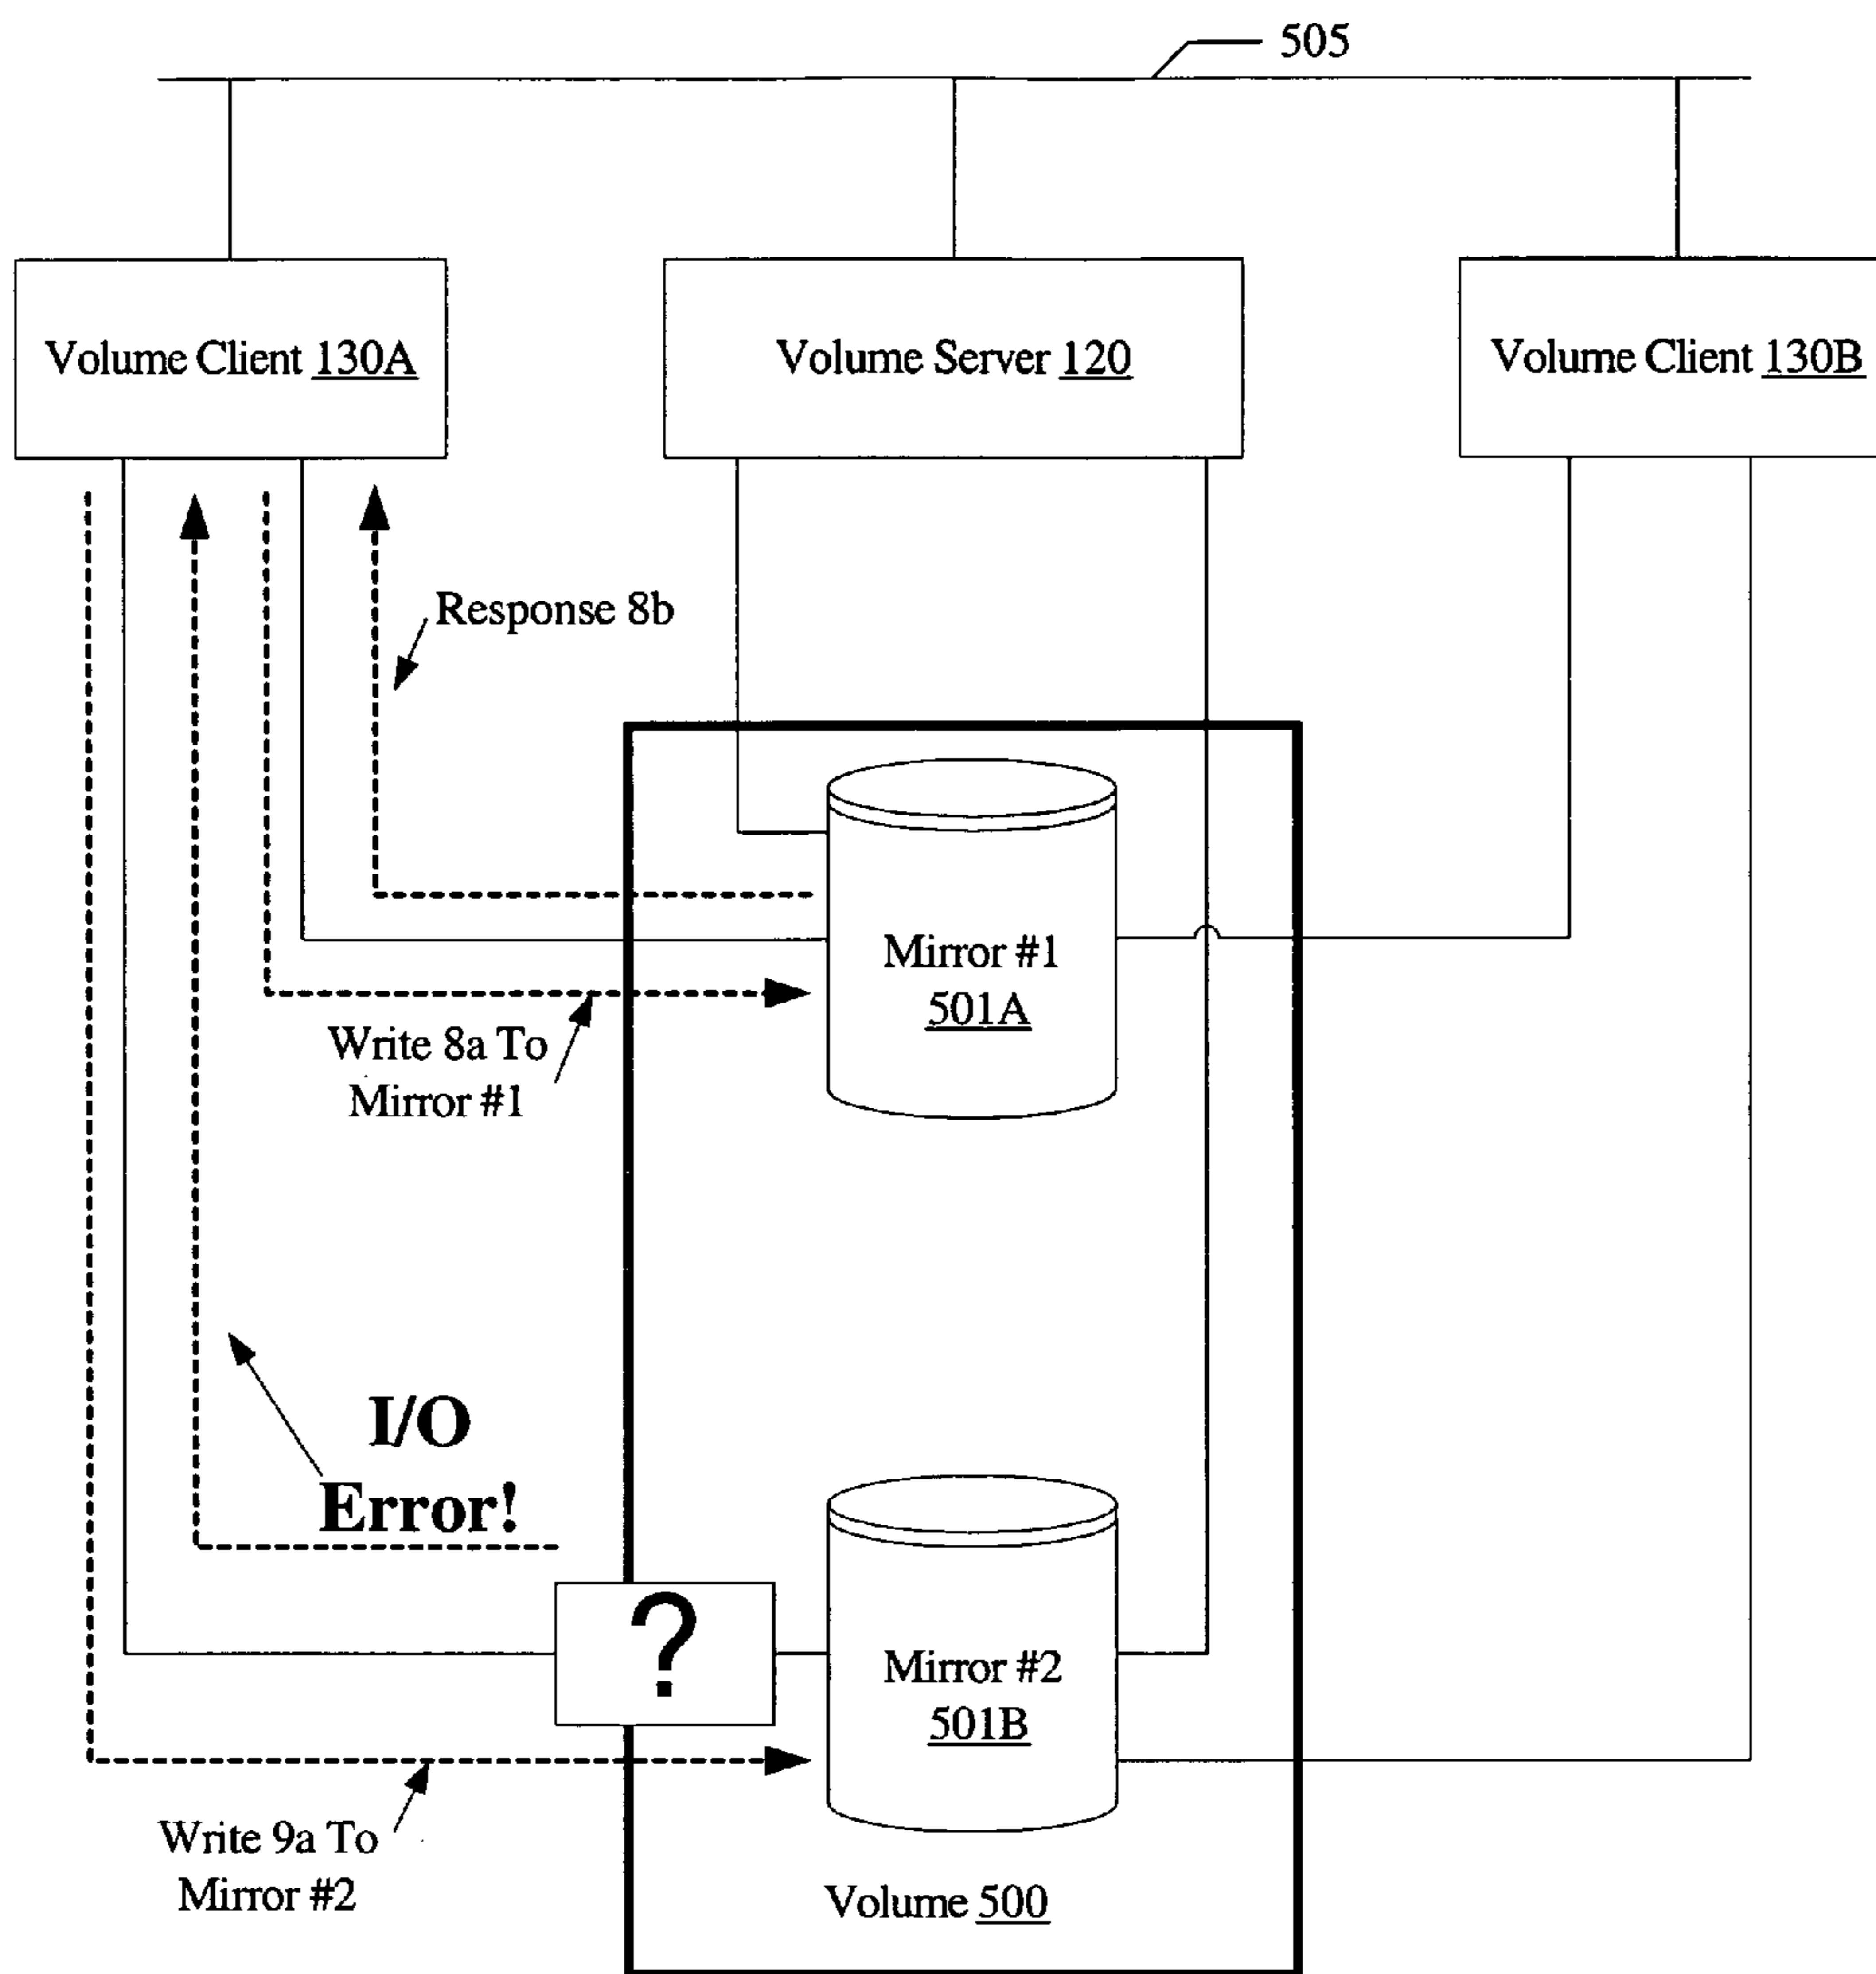 505
Volume Client 130A
Volume Server 120
Volume Client 130B
Response 8b
Mirror #1
501A
Write 8a To
Mirror #1
I/O
Error!
?
Mirror #2
501B
Write 9a To
Mirror #2
Volume 500